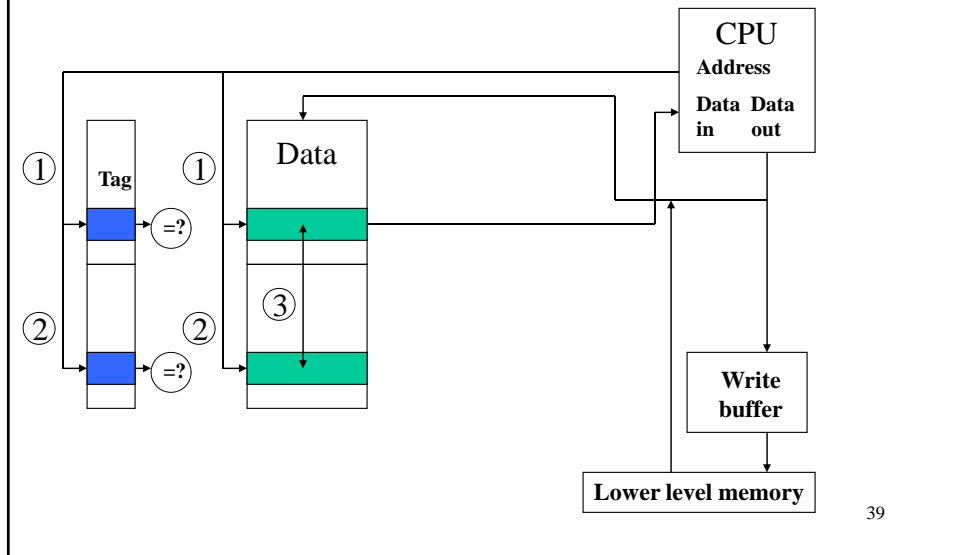 CPU
Address
Data Data
in out
Data
① Tag ①
=?
③
② ②
=?
Write
buffer
Lower level memory
39